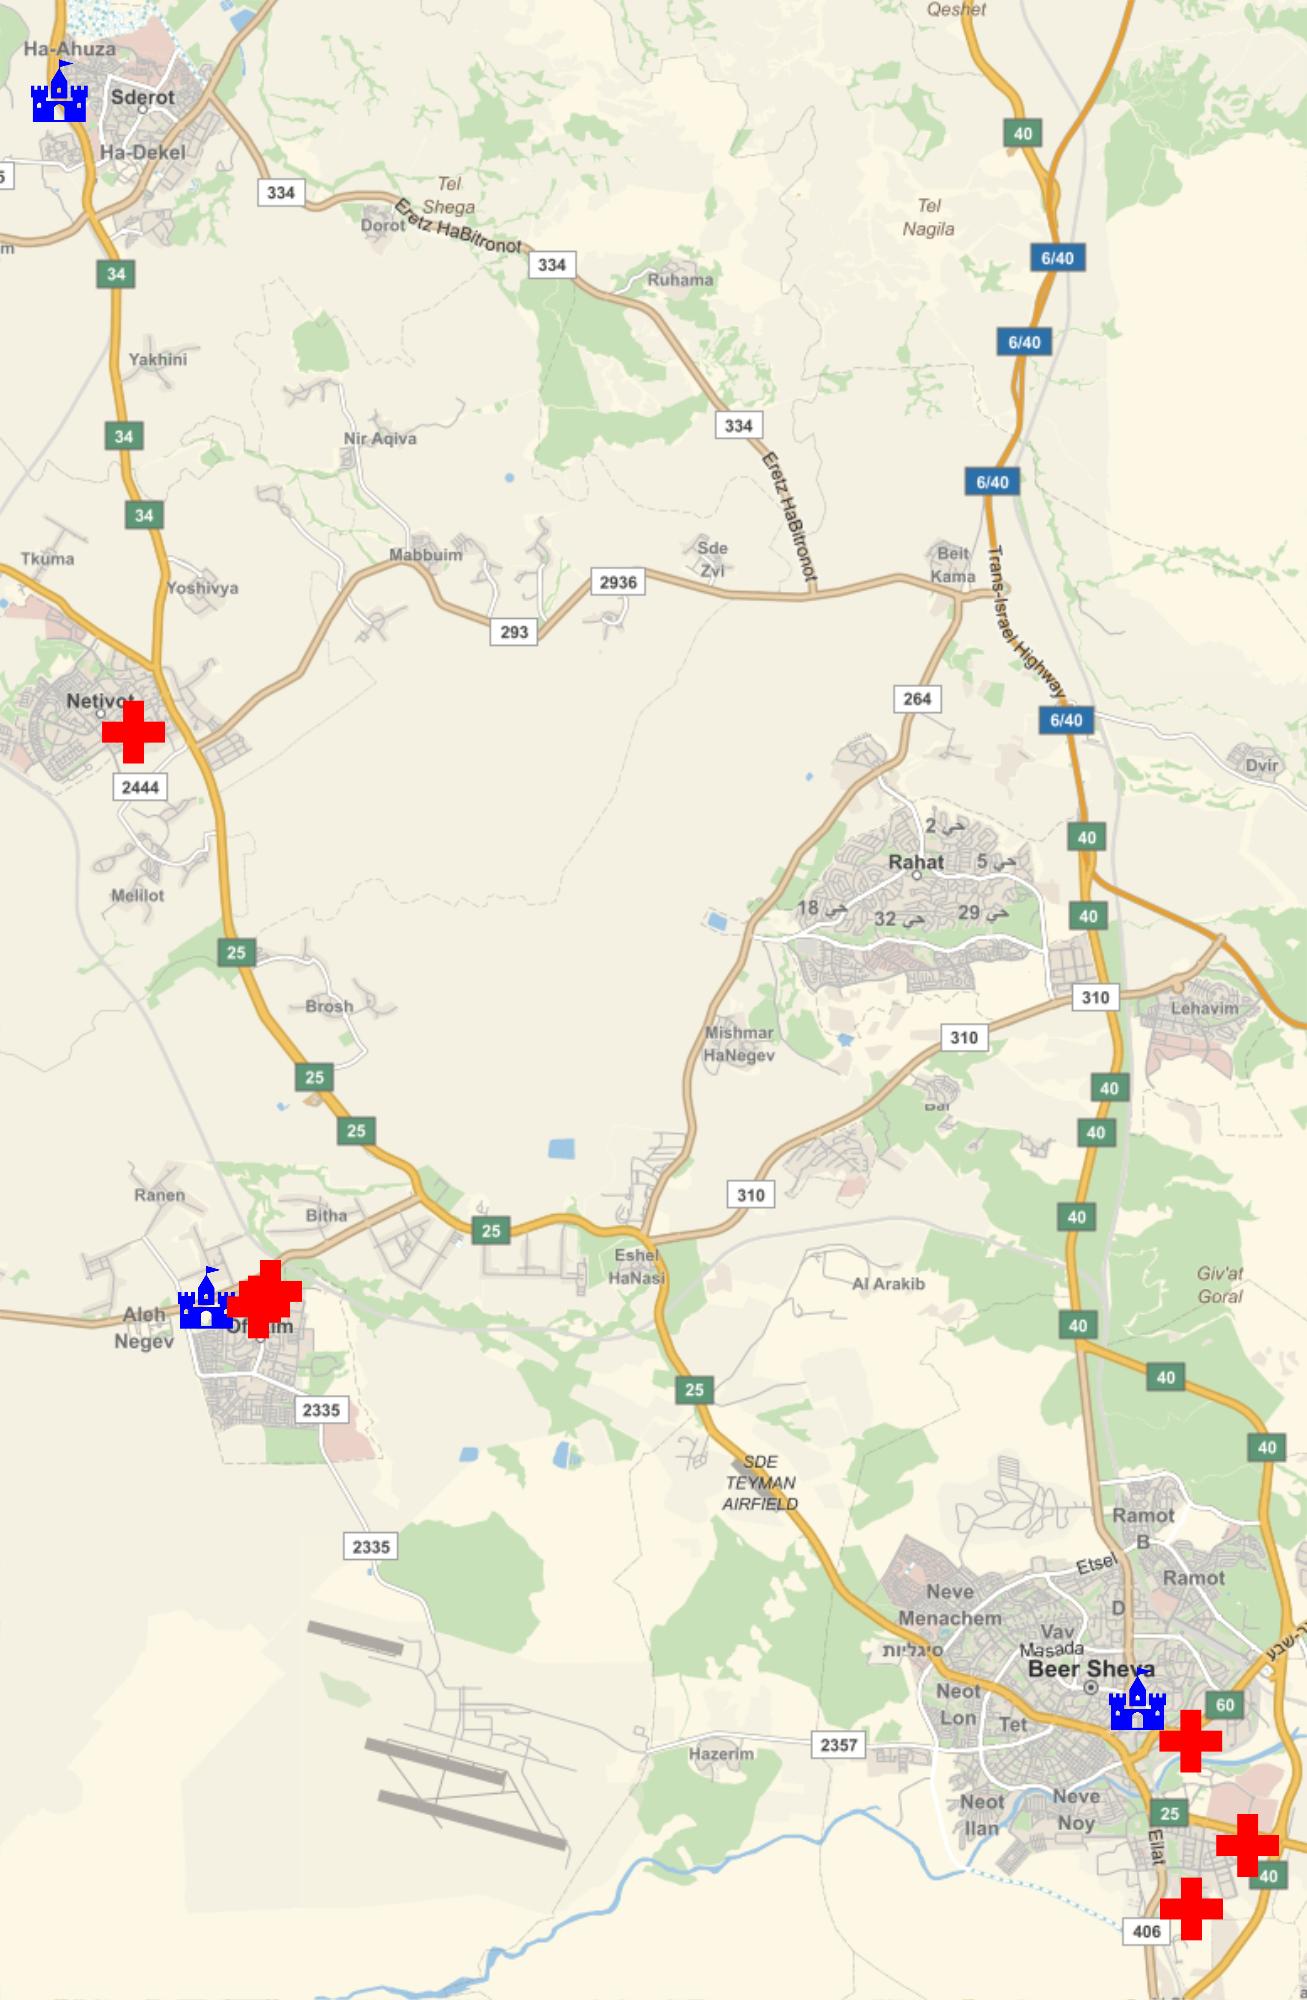 Qeshet
Ha-Ahuza
Sderot
40
Ha-Dekel
334
Tel
Shega
Dorot
Eretz HaBitronot
Tel
Nagila
334
6/40
34
Ruhama
6/40
Yakhini
334
34
Nir Aqiva
Eretz HaBitronot
6/40
34
Tkuma
Yoshivya
Mabbuim
Sde
Zvi
Beit
Kama
2936
293
Trans-Israel Highway
264
Netivot
6/40
2444
Dvir
حي 2
40
Rahat
حي 5
Melilot
حي 18
حي 32
حي 29
40
25
310
Brosh
Lehavim
Mishmar
HaNegev
310
25
40
25
40
Ranen
310
Bitha
40
25
Eshel
HaNasi
Al Arakib
Giv'at
Goral
Aleh
Negev
40
25
40
2335
40
SDE
TEYMAN
AIRFIELD
Ramot
B
2335
Etsel
Ramot
Neve
Menachem
D
Vav
סיגליות
Masada
Beer Sheva
Neot
Lon
60
Tet
2357
Hazerim
Neot
Ilan
Neve
Noy
25
Eilat
40
406